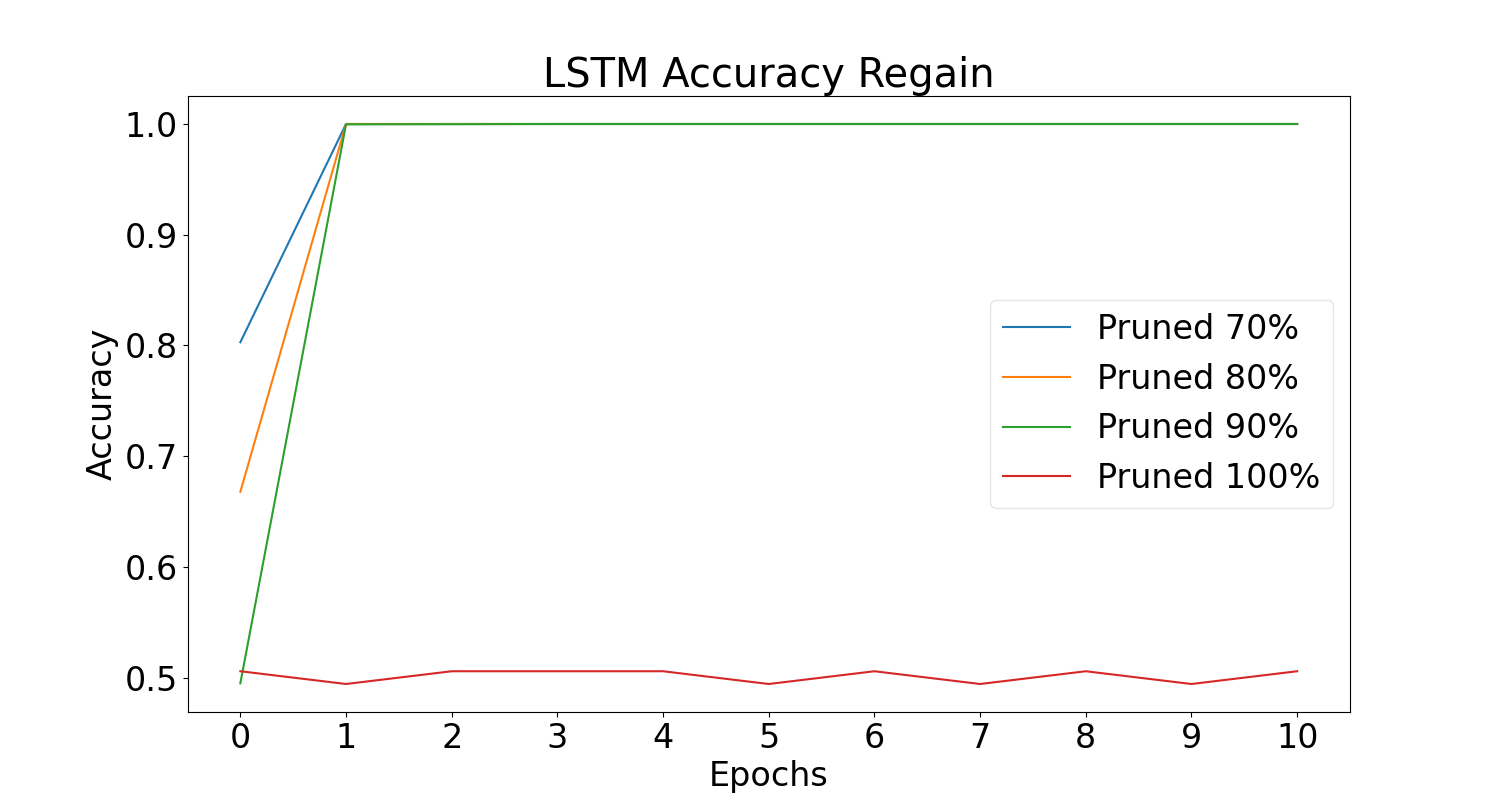 LSTM Accuracy Regain
Accuracy
1.0
0.9
0.8
0.7
0.6
0.5
Pruned 70%
Pruned 80%
Pruned 90%
Pruned 100%
0 1 2 3 4 5 6 7 8 9 10
Epochs